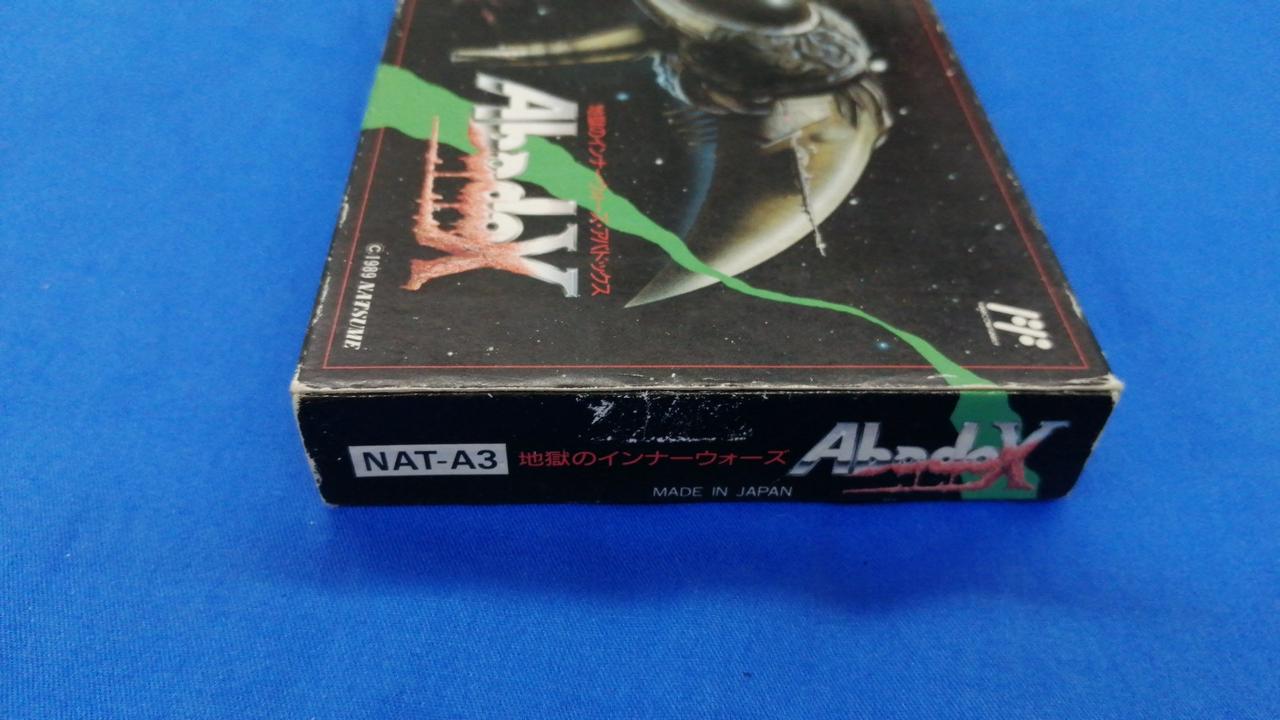 AbadoX
地獄のインナーウォーズ・アバドックス
C 1989 NATSUME
NAT-A3
地獄のインナーウォーズ
AbadoX
MADE IN JAPAN